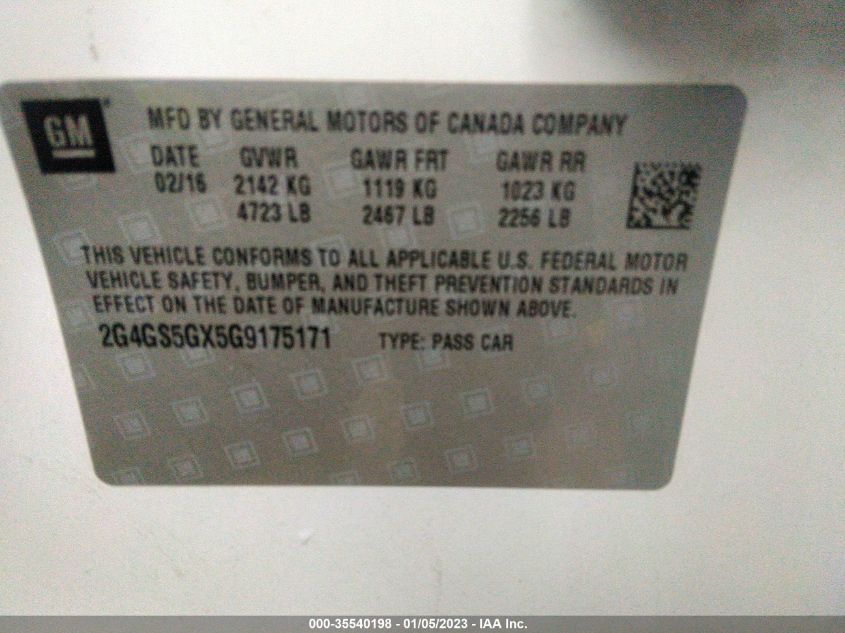 GM
MFD BY GENERAL MOTORS OF CANADA COMPANY
DATE GVWR GAWR FRT GAWR RR
02/16 2142 KG 1119 KG 1023 KG
4723 LB 2467 LB 2256 LB
THIS VEHICLE CONFORMS TO ALL APPLICABLE U.S. FEDERAL MOTOR
VEHICLE SAFETY, BUMPER, AND THEFT PREVENTION STANDARDS IN
EFFECT ON THE DATE OF MANUFACTURE SHOWN ABOVE.
2G4GS5GX5G9175171 TYPE: PASS CAR
000-35540198 - 01/05/2023 - IAA Inc.